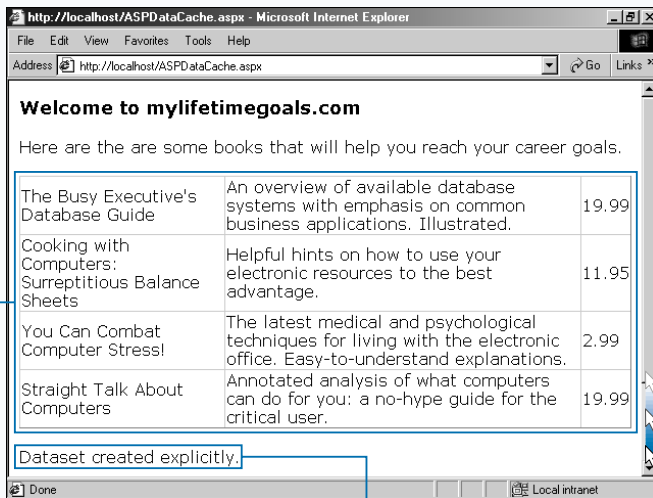 http://localhost/ASPDataCache.aspx - Microsoft Internet Explorer
File Edit View Favorites Tools Help
Address http://localhost/ASPDataCache.aspx Go Links »
Welcome to mylifetimegoals.com
Here are the are some books that will help you reach your career goals.
The Busy Executive's
Database Guide
An overview of available database
systems with emphasis on common
business applications. Illustrated.
19.99
Cooking with
Computers:
Surreptitious Balance
Sheets
Helpful hints on how to use your
electronic resources to the best
advantage.
11.95
You Can Combat
Computer Stress!
The latest medical and psychological
techniques for living with the electronic
office. Easy-to-understand explanations.
2.99
Straight Talk About
Computers
Annotated analysis of what computers
can do for you: a no-hype guide for the
critical user.
19.99
Dataset created explicitly.
Done Local intranet